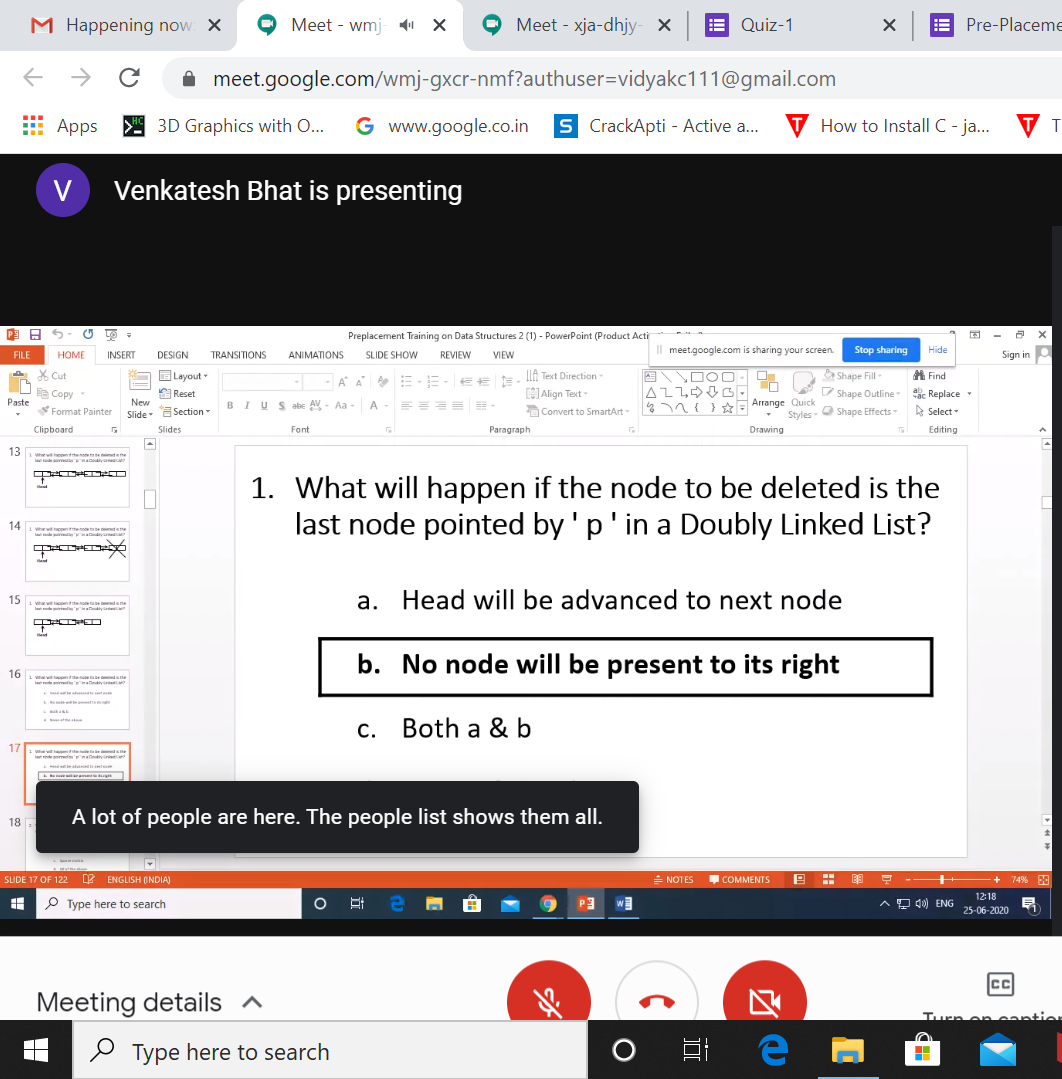 Happening now
Meet - wmj-
Meet - xja-dhjy-
Quiz-1
Pre-Placeme
meet.google.com/wmj-gxcr-nmf?authuser=vidyakc111@gmail.com
Apps
3D Graphics with O...
www.google.co.in
CrackApti - Active a...
How to Install C - ja...
V
Venkatesh Bhat is presenting
Preplacement Training on Data Structures 2 (1) - PowerPoint (Product Acti
meet.google.com is sharing your screen.
Stop sharing
Hide
Sign in
FILE
HOME
INSERT
DESIGN
TRANSITIONS
ANIMATIONS
SLIDE SHOW
REVIEW
VIEW
Paste
Cut
Copy
Format Painter
Clipboard
New
Slide
Layout
Reset
Section
Slides
B I U S abc AV Aa A
Font
Text Direction
Align Text
Convert to SmartArt
Paragraph
Arrange
Quick
Styles
Shape Fill
Shape Outline
Shape Effects
Drawing
Find
Replace
Select
Editing
13
14
15
16
17
18
1. What will happen if the node to be deleted is the
last node pointed by ' p ' in a Doubly Linked List?
a. Head will be advanced to next node
b. No node will be present to its right
c. Both a & b
A lot of people are here. The people list shows them all.
SLIDE 17 OF 122
ENGLISH (INDIA)
NOTES
COMMENTS
74%
Type here to search
ENG
12:18
25-06-2020
Meeting details
CC
Type here to search